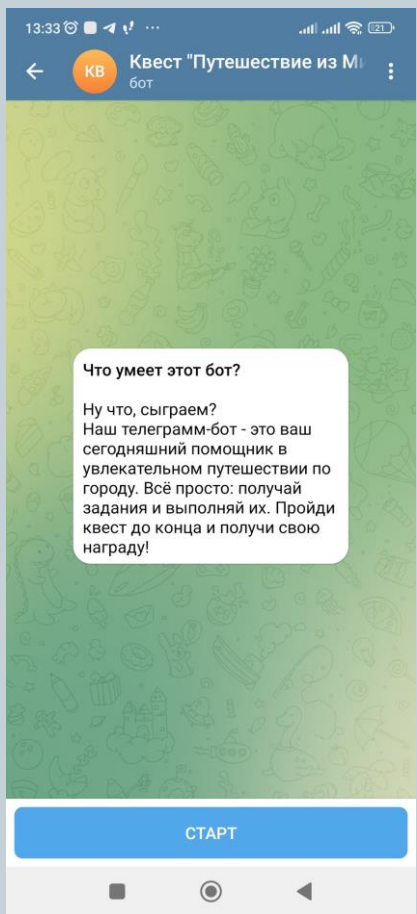 13:33
21
КВ
Квест "Путешествие из М
бот
Что умеет этот бот?
Ну что, сыграем?
Наш телеграмм-бот - это ваш
сегодняшний помощник в
увлекательном путешествии по
городу. Всё просто: получай
задания и выполняй их. Пройди
квест до конца и получи свою
награду!
СТАРТ